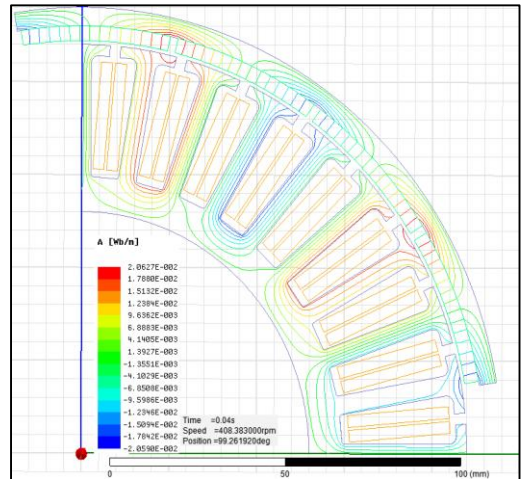 A [Wb/m]
2.0627E-002
1.7880E-002
1.5132E-002
1.2384E-002
9.6362E-003
6.8883E-003
4.1405E-003
1.3927E-003
-1.3551E-003
-4.1029E-003
-6.8508E-003
-9.5986E-003
-1.2346E-002
-1.5094E-002
-1.7842E-002
-2.0590E-002
Time =0.04s
Speed =408.383000rpm
Position =99.261920deg
0 50 100 (mm)